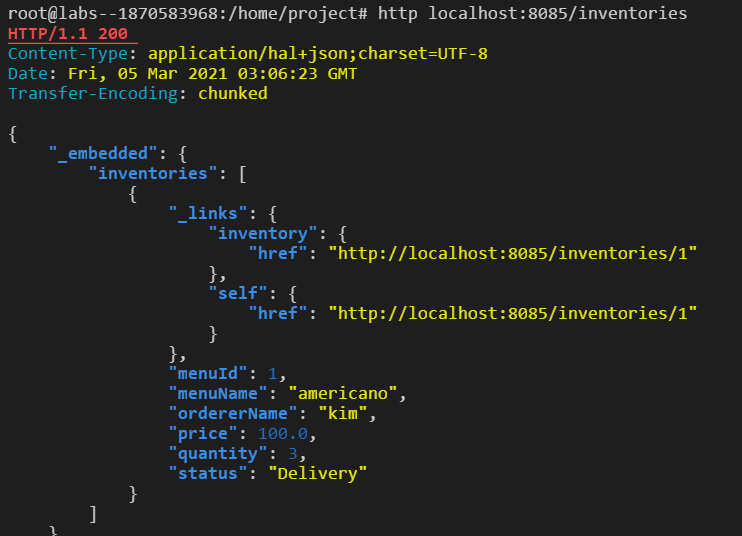 root@labs--1870583968:/home/project# http localhost:8085/inventories
HTTP/1.1 200
Content-Type: application/hal+json;charset=UTF-8
Date: Fri, 05 Mar 2021 03:06:23 GMT
Transfer-Encoding: chunked

{
    "_embedded": {
        "inventories": [
            {
                "_links": {
                    "inventory": {
                        "href": "http://localhost:8085/inventories/1"
                    },
                    "self": {
                        "href": "http://localhost:8085/inventories/1"
                    }
                },
                "menuId": 1,
                "menuName": "americano",
                "ordererName": "kim",
                "price": 100.0,
                "quantity": 3,
                "status": "Delivery"
            }
        ]
    }